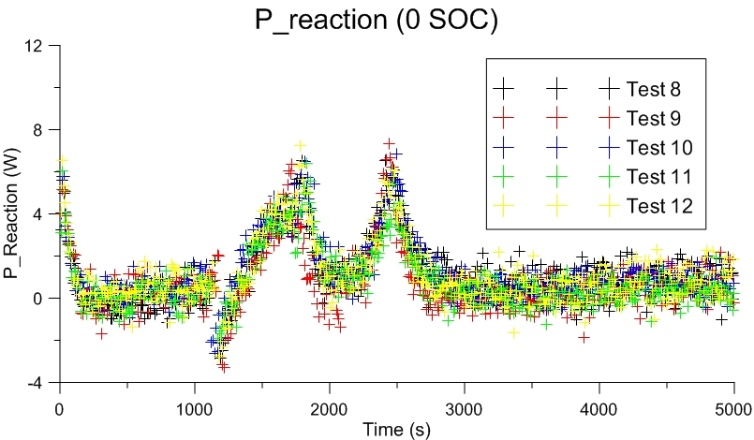 P_reaction (0 SOC)
12
8
4
0
-4
P_Reaction (W)
Test 8
Test 9
Test 10
Test 11
Test 12
0 1000 2000 3000 4000 5000
Time (s)